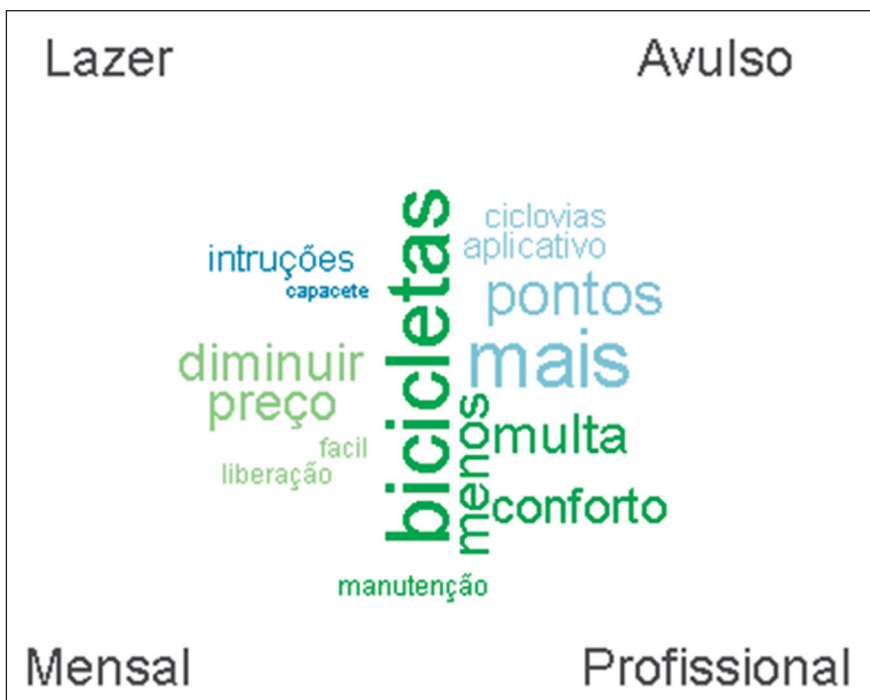 Lazer
Avulso
bicicletas
ciclovias
aplicativo
intruções
capacete
pontos
mais
diminuir
preço
menos
multa
facil
liberação
conforto
manutenção
Mensal
Profissional